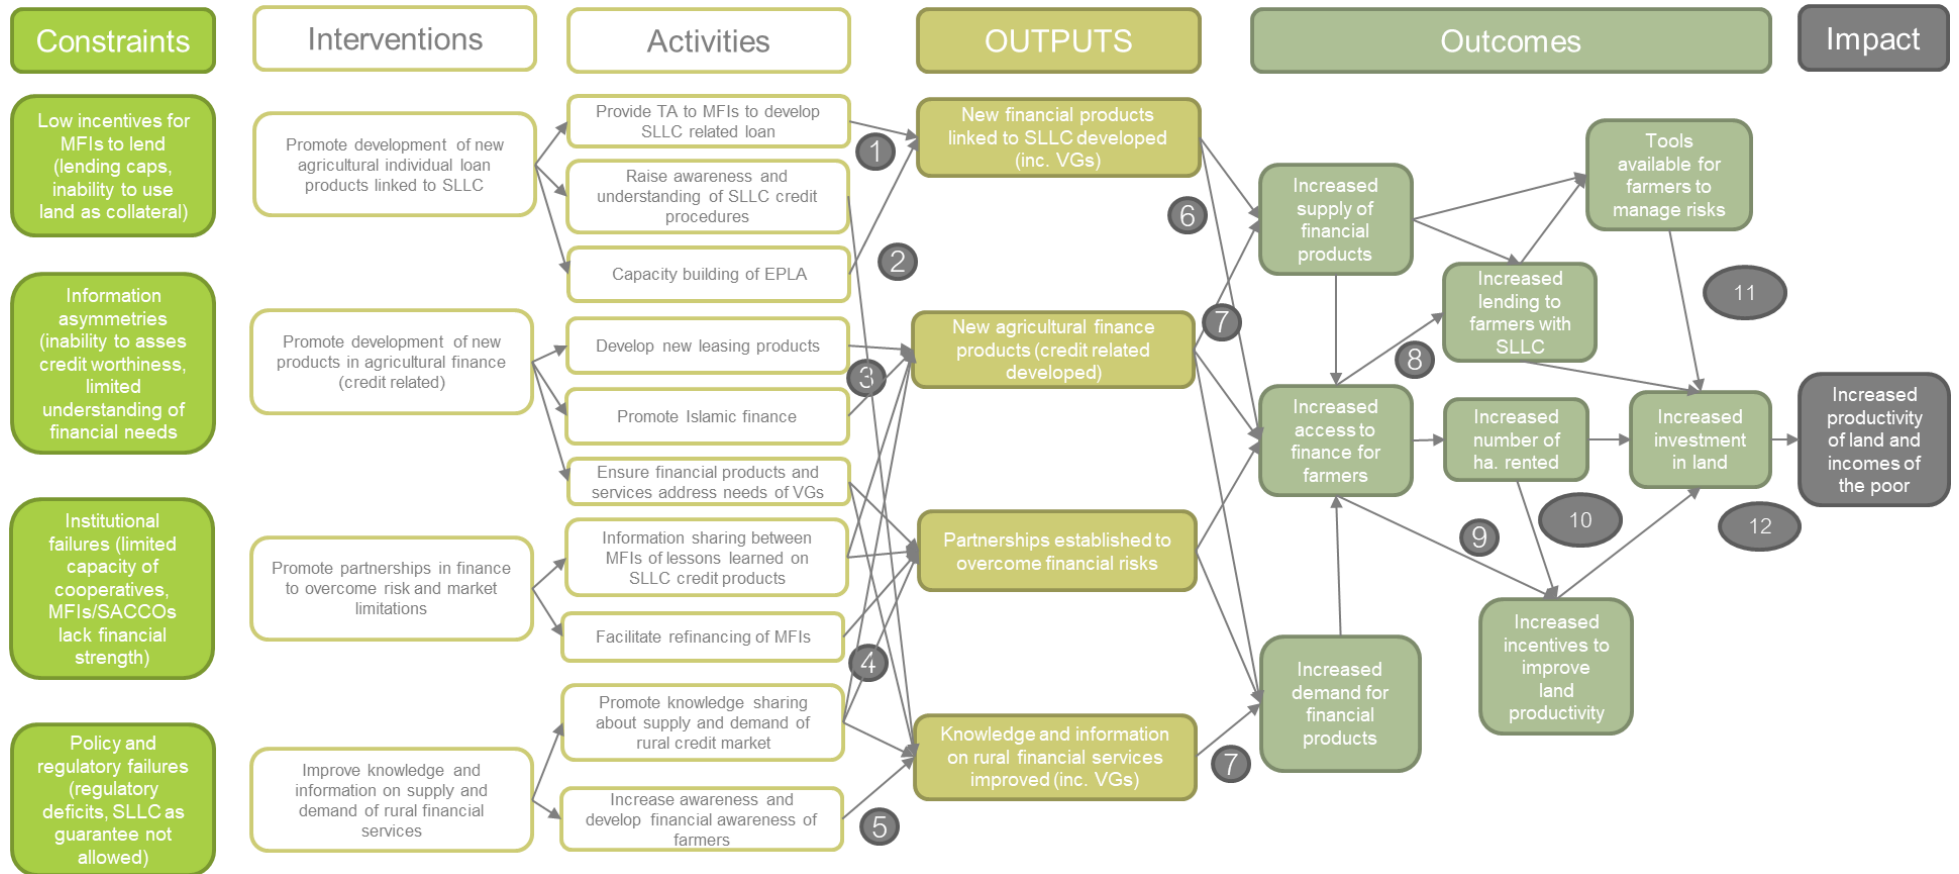 Constraints
Interventions
Activities
OUTPUTS
Outcomes
Impact
Low incentives for
MFIs to lend
(lending caps,
inability to use
land as collateral)
Information
asymmetries
(inability to asses
credit worthiness,
limited
understanding of
financial needs
Institutional
failures (limited
capacity of
cooperatives,
MFIs/SACCOs
lack financial
strength)
Policy and
regulatory failures
(regulatory
deficits, SLLC as
guarantee not
allowed)
Promote development of new
agricultural individual loan
products linked to SLLC
Promote development of new
products in agricultural finance
(credit related)
Promote partnerships in finance
to overcome risk and market
limitations
Improve knowledge and
information on supply and
demand of rural financial
services
Provide TA to MFIs to develop
SLLC related loan
Raise awareness and
understanding of SLLC credit
procedures
Capacity building of EPLA
Develop new leasing products
Promote Islamic finance
Ensure financial products and
services address needs of VGs
Information sharing between
MFIs of lessons learned on
SLLC credit products
Facilitate refinancing of MFIs
Promote knowledge sharing
about supply and demand of
rural credit market
Increase awareness and
develop financial awareness of
farmers
1
2
3
4
5
New financial products
linked to SLLC developed
(inc. VGs)
New agricultural finance
products (credit related
developed)
Partnerships established to
overcome financial risks
Knowledge and information
on rural financial services
improved (inc. VGs)
6
7
7
Increased
supply of
financial
products
Increased
access to
finance for
farmers
Increased
demand for
financial
products
8
9
Tools
available for
farmers to
manage risks
Increased
lending to
farmers with
SLLC
Increased
number of
ha. rented
10
Increased
incentives to
improve
land
productivity
11
Increased
investment
in land
12
Increased
productivity
of land and
incomes of
the poor